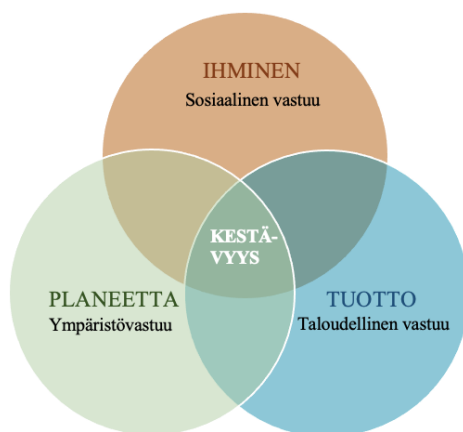 IHMINEN
Sosiaalinen vastuu
KESTÄ-
VYYS
PLANEETTA
Ympäristövastuu
TUOTTO
Taloudellinen vastuu